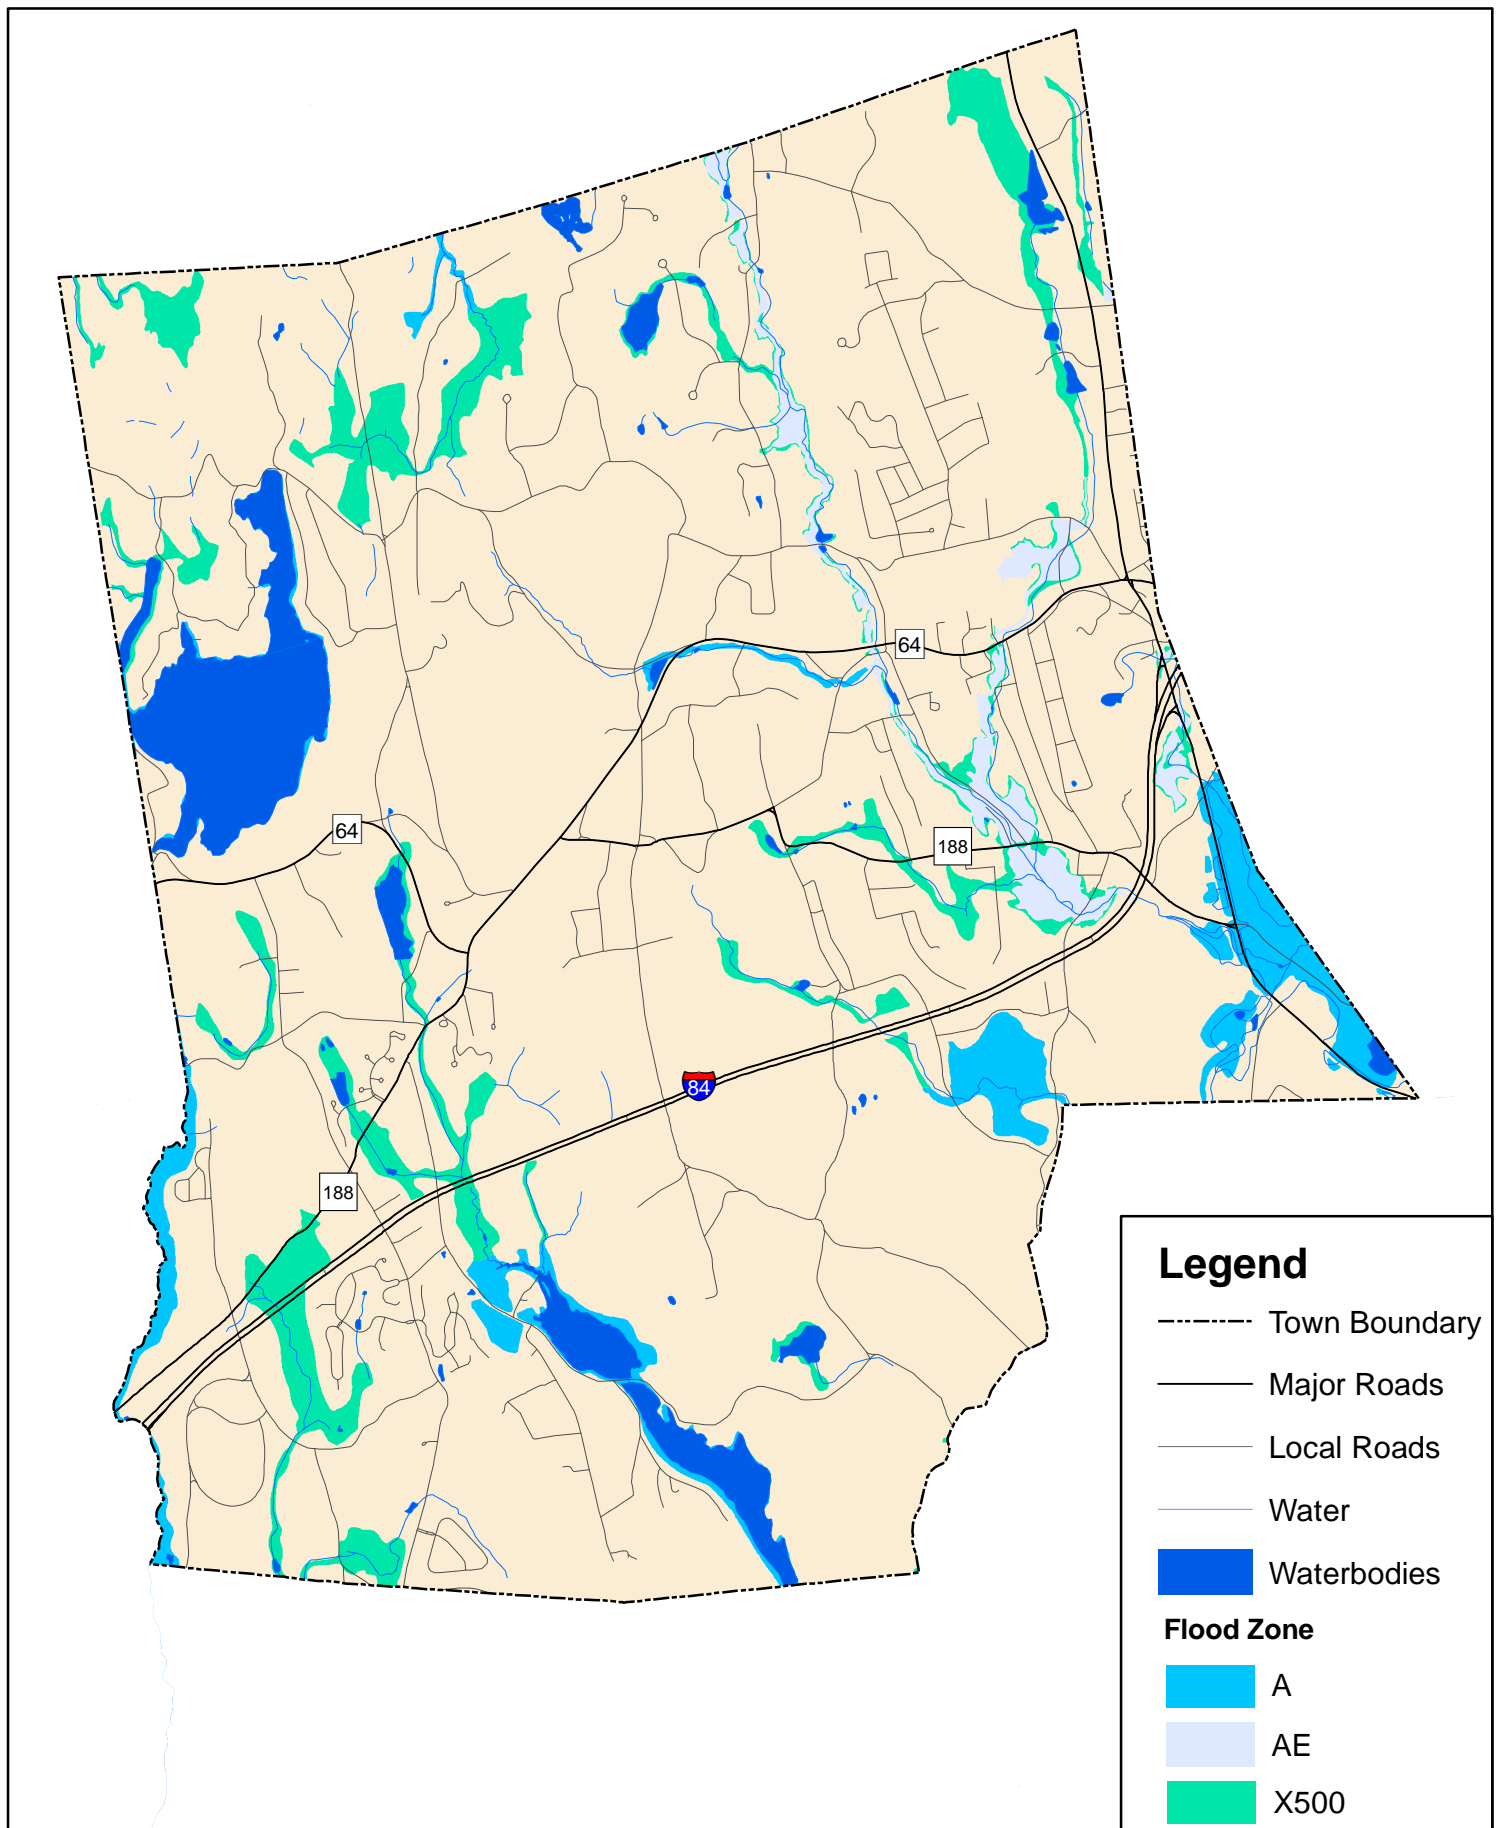 64
64
188
84
188
Legend
Town Boundary
Major Roads
Local Roads
Water
Waterbodies
Flood Zone
A
AE
X500